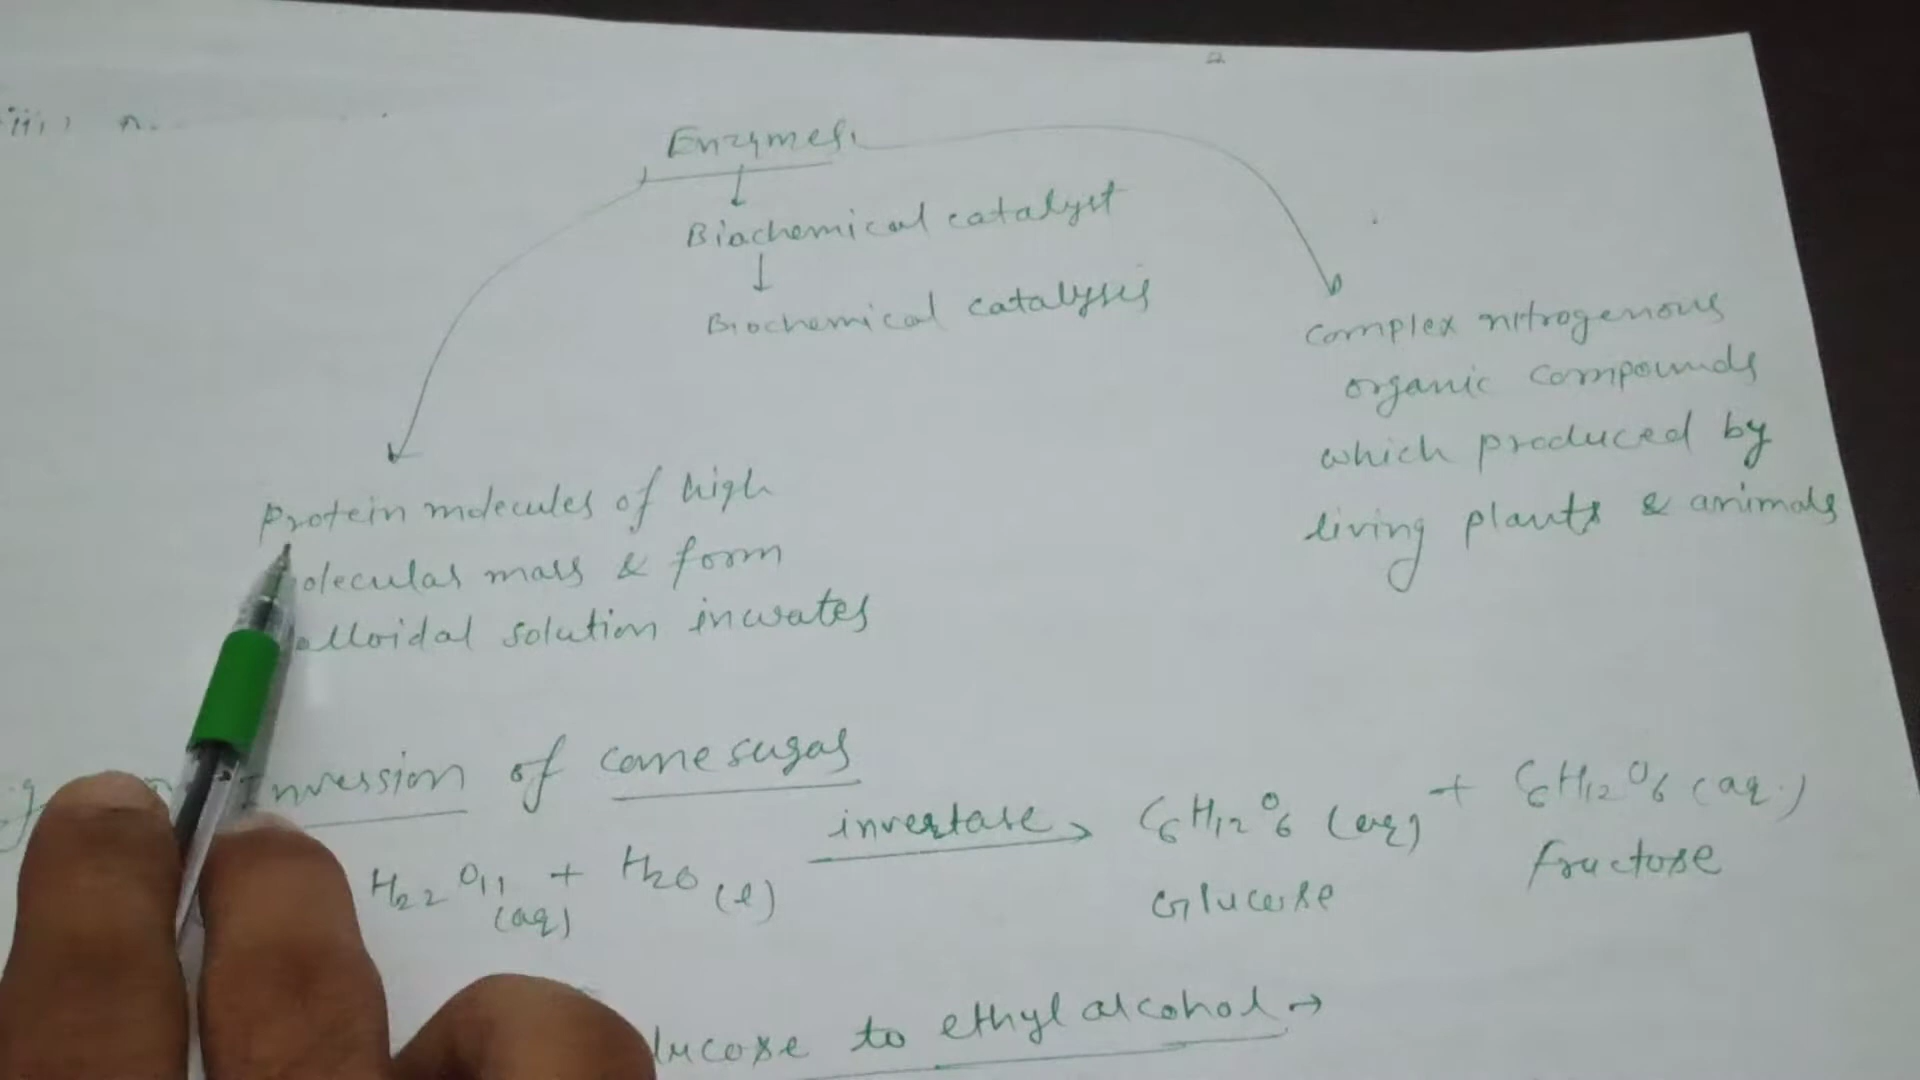 Enzymes
Biochemical catalyst
Biochemical catalysis
complex nitrogenous
organic compounds
which produced by
living plants & animals
Protein molecules of high
olecular mass & form
olloidal solution in water
Inversion of cane sugar
H22O11 (aq) + H2O (l) invertase → C6H12O6 (aq) + C6H12O6 (aq.)
Glucose fructose
lucose to ethyl alcohol →